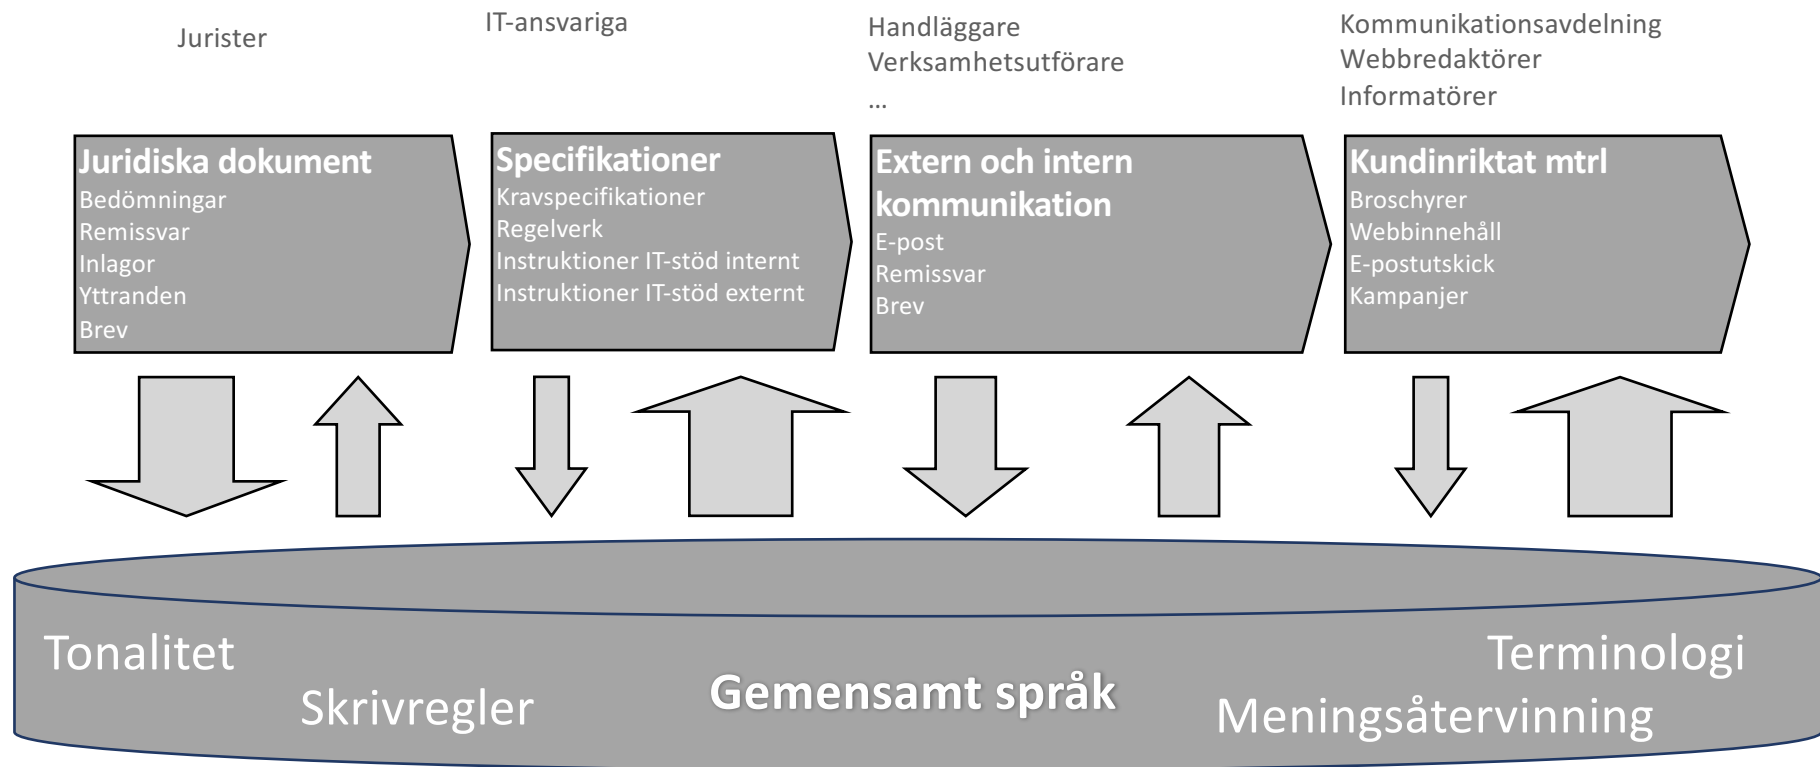 Jurister
IT-ansvariga
Handläggare
Verksamhetsutförare
…
Kommunikationsavdelning
Webbredaktörer
Informatörer
Juridiska dokument
Bedömningar
Remissvar
Inlagor
Yttranden
Brev
Specifikationer
Kravspecifikationer
Regelverk
Instruktioner IT-stöd internt
Instruktioner IT-stöd externt
Extern och intern
kommunikation
E-post
Remissvar
Brev
Kundinriktat mtrl
Broschyrer
Webbinnehåll
E-postutskick
Kampanjer
Tonalitet
Skrivregler
Gemensamt språk
Terminologi
Meningsåtervinning